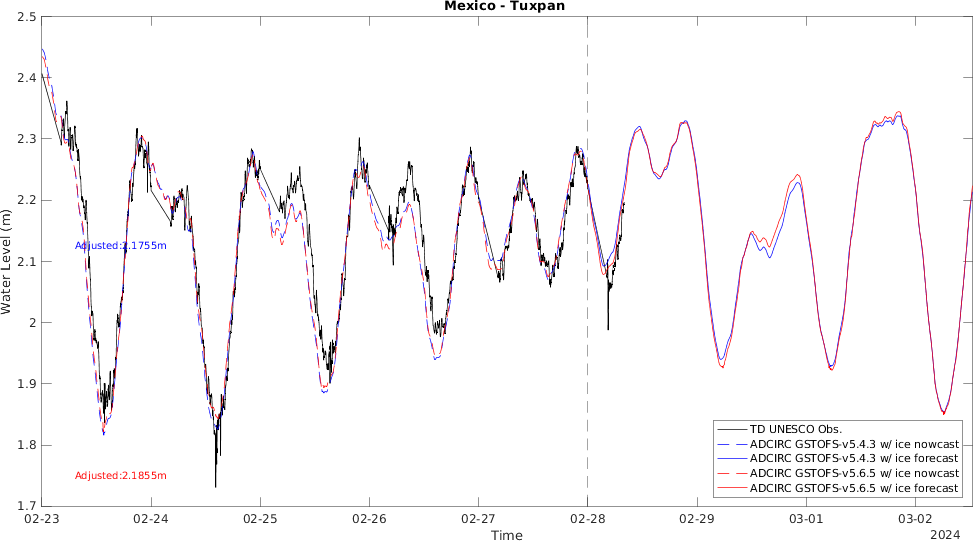 Mexico - Tuxpan
Water Level (m)
2.5
2.4
2.3
2.2
2.1
2
1.9
1.8
1.7
Adjusted:2.1755m
Adjusted:2.1855m
TD UNESCO Obs.
ADCIRC GSTOFS-v5.4.3 w/ ice nowcast
ADCIRC GSTOFS-v5.4.3 w/ ice forecast
ADCIRC GSTOFS-v5.6.5 w/ ice nowcast
ADCIRC GSTOFS-v5.6.5 w/ ice forecast
02-23 02-24 02-25 02-26 02-27 02-28 02-29 03-01 03-02
Time
2024